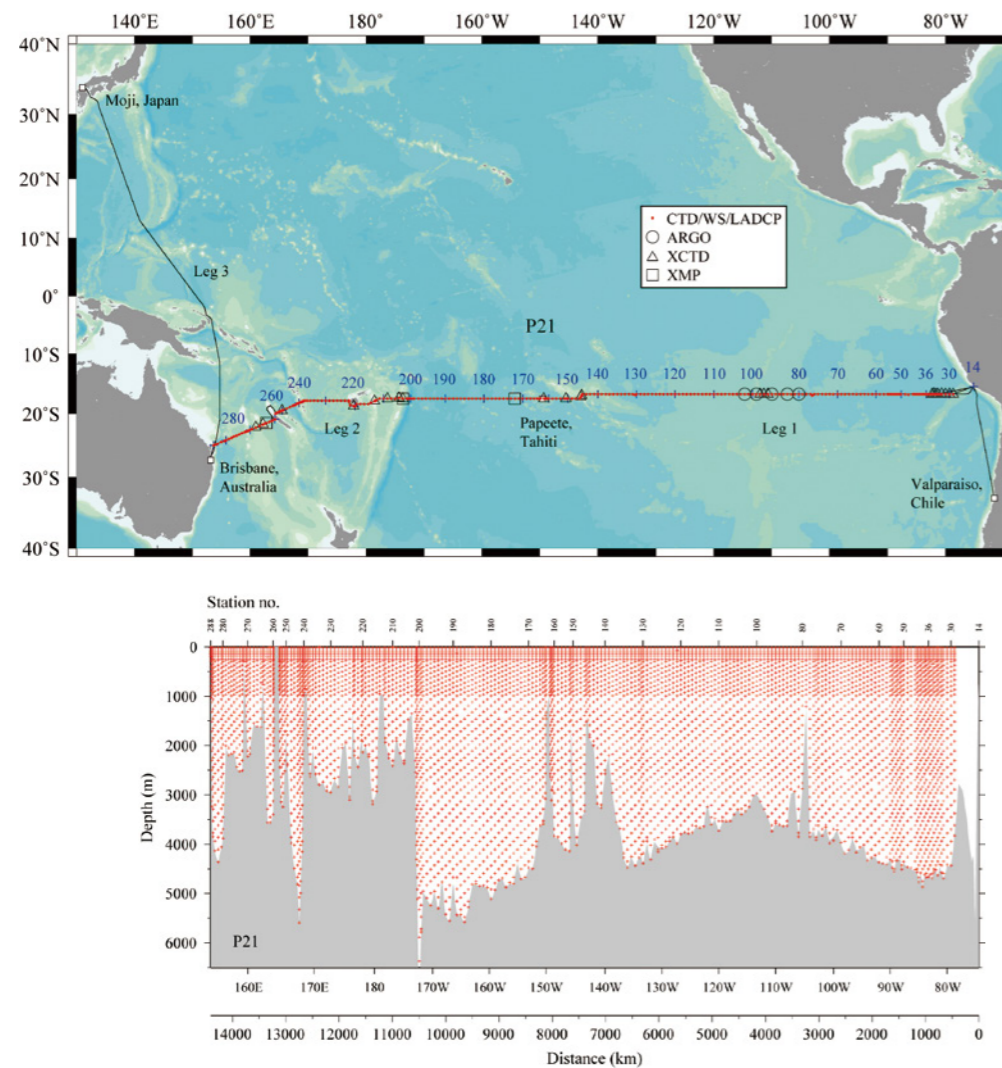 140°E 160°E 180° 160°W 140°W 120°W 100°W 80°W
40°N
30°N
20°N
10°N
0°
10°S
20°S
30°S
40°S
Moji, Japan
CTD/WS/LADCP
ARGO
XCTD
XMP
Leg 3
P21
280 260 240 220 200 190 180 170 160 150 140 130 120 110 100 90 80 70 60 50 36 30 14
Leg 2
Papeete,
Tahiti
Leg 1
Brisbane,
Australia
Valparaiso,
Chile
Station no.
288 280 270 260 250 240 230 220 210 200 190 180 170 160 150 140 130 120 110 100 80 70 60 50 36 30 14
0
1000
2000
3000
4000
5000
6000
Depth (m)
P21
160E 170E 180 170W 160W 150W 140W 130W 120W 110W 100W 90W 80W
14000 13000 12000 11000 10000 9000 8000 7000 6000 5000 4000 3000 2000 1000 0
Distance (km)